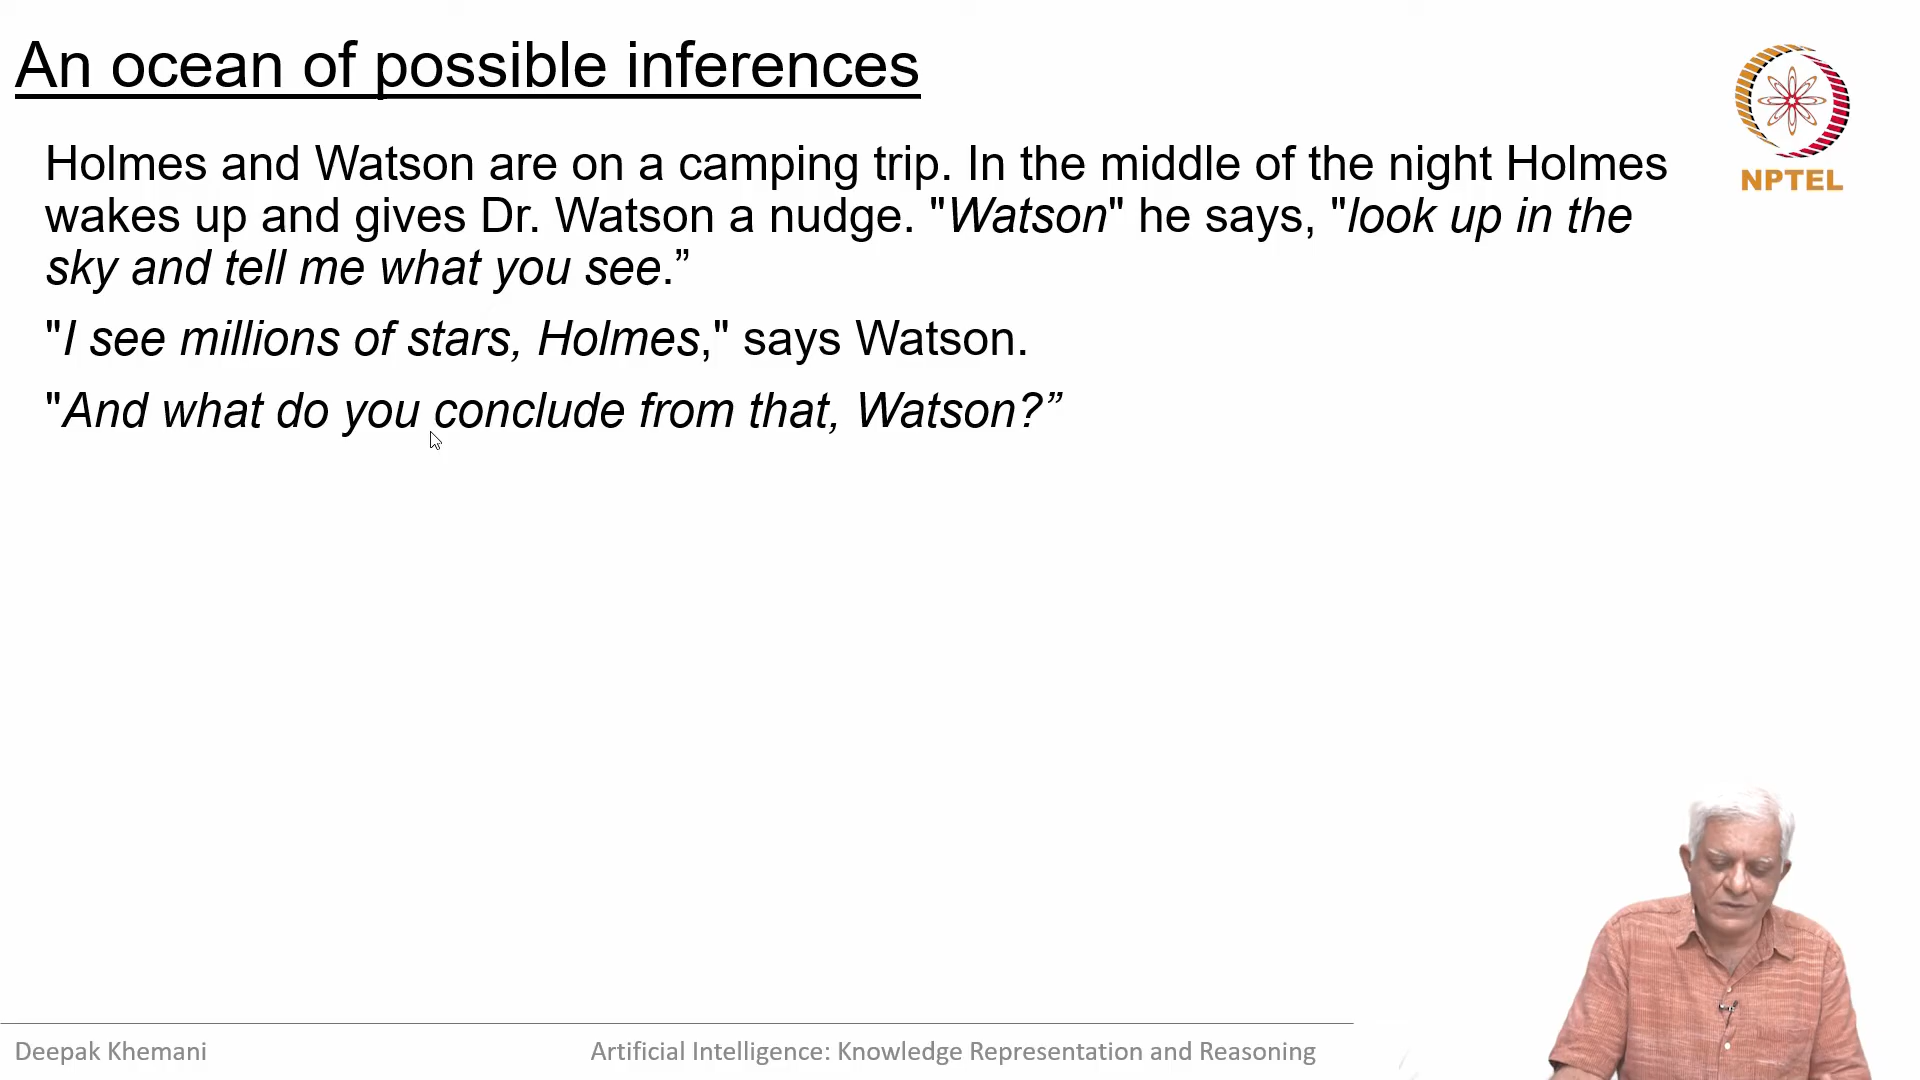 An ocean of possible inferences
Holmes and Watson are on a camping trip. In the middle of the night Holmes
wakes up and gives Dr. Watson a nudge. "Watson" he says, "look up in the
sky and tell me what you see.”
"I see millions of stars, Holmes," says Watson.
"And what do you conclude from that, Watson?”
NPTEL
Deepak Khemani
Artificial Intelligence: Knowledge Representation and Reasoning